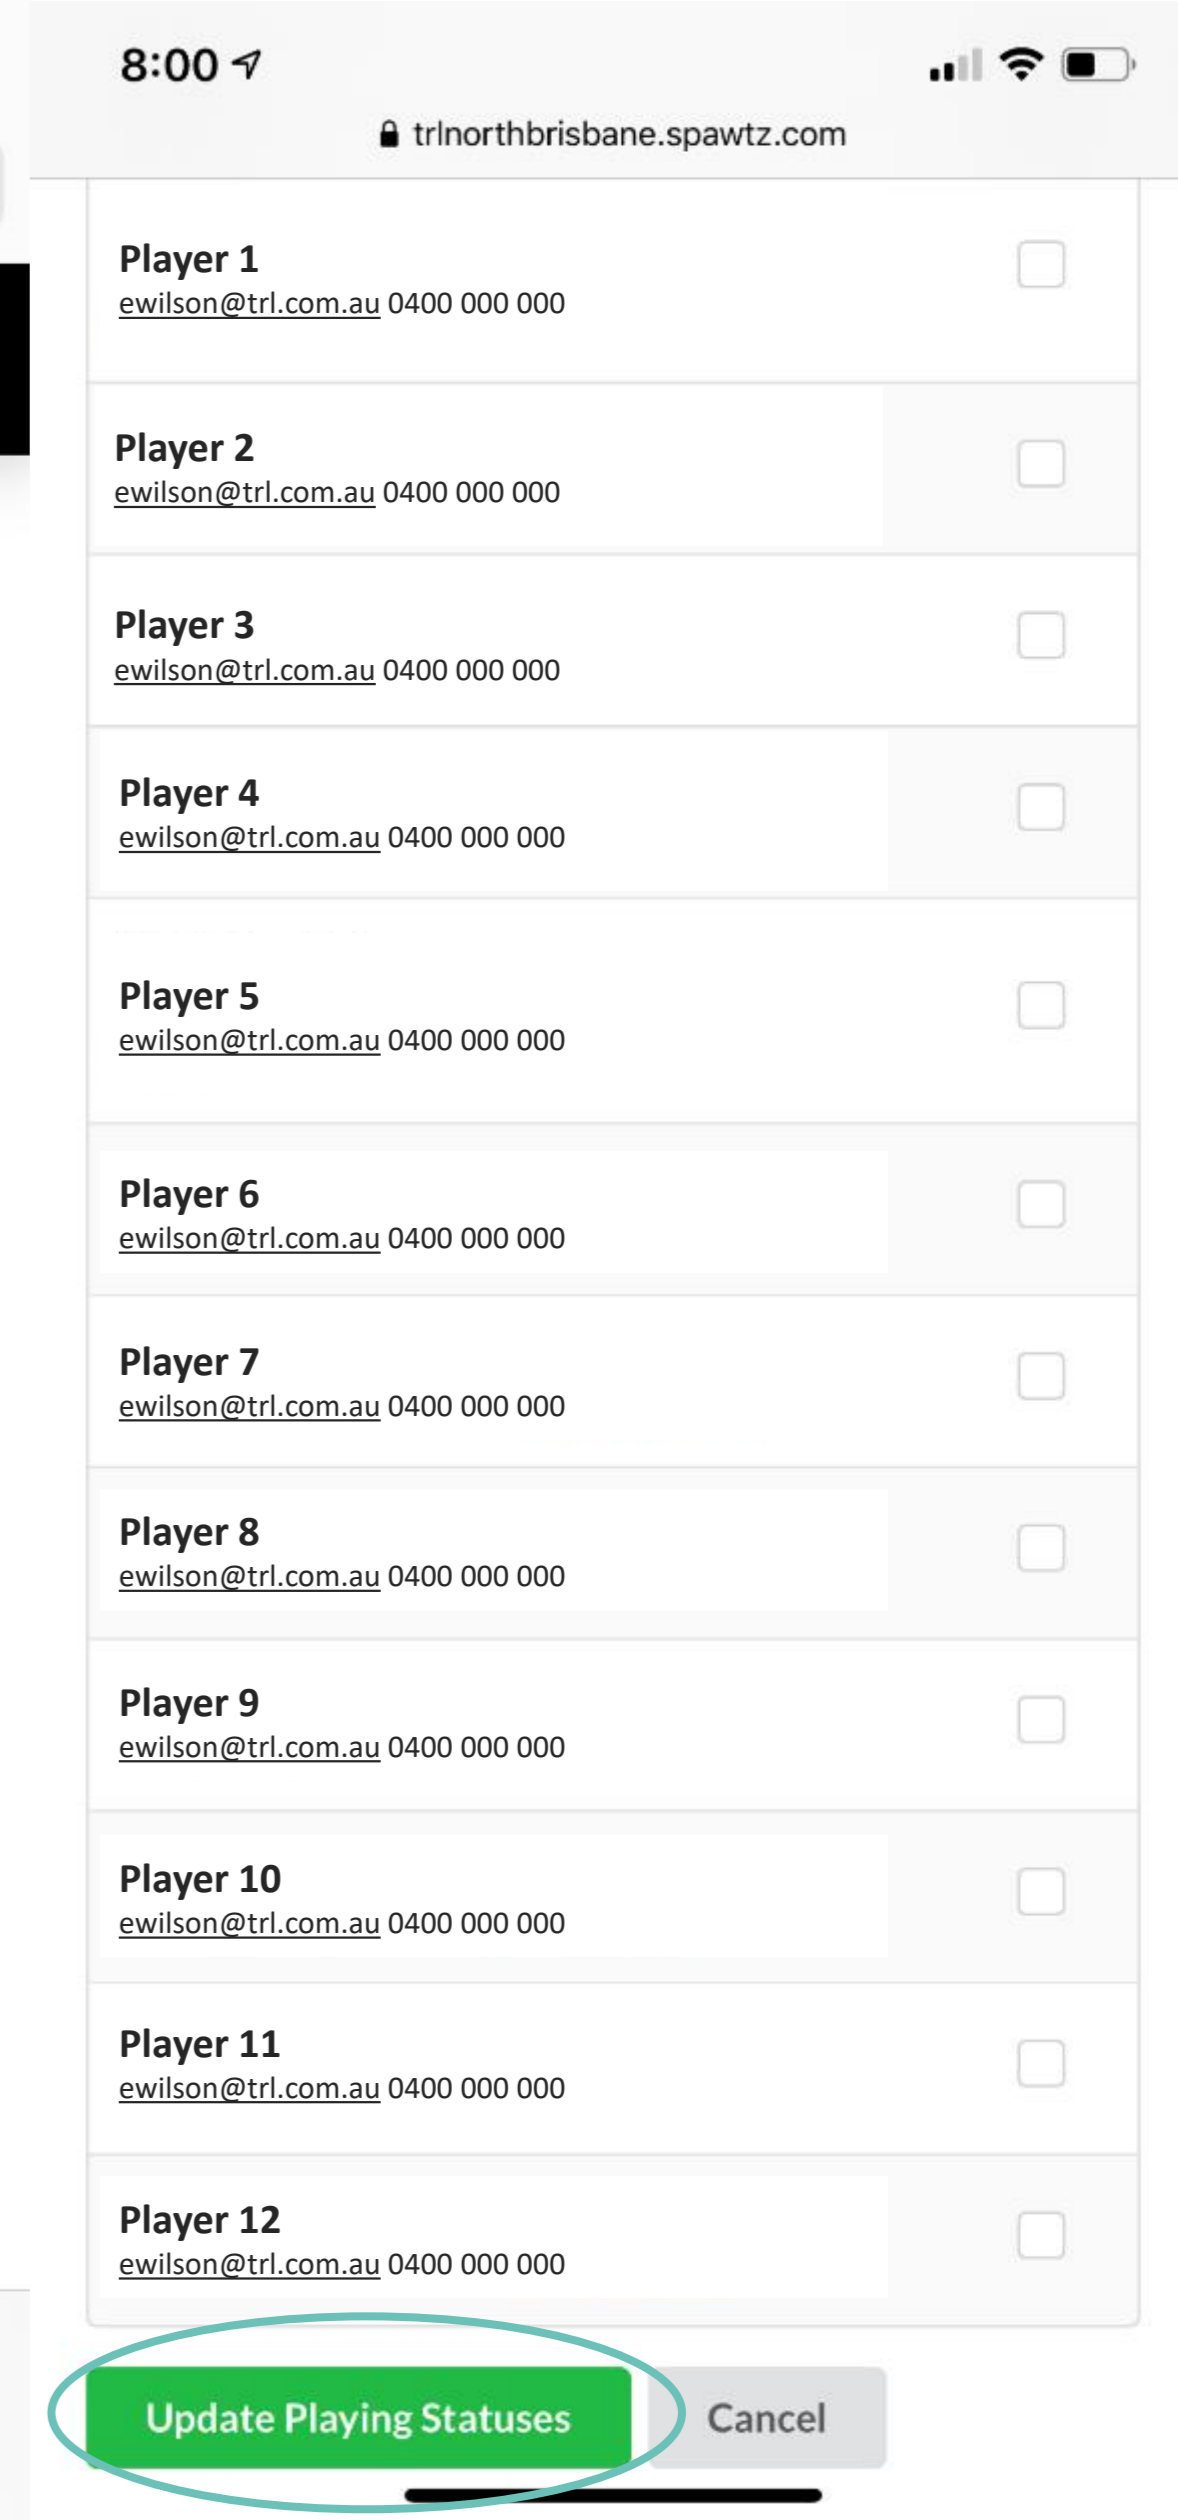 8:00
trlnorthbrisbane.spawtz.com
Player 1
ewilson@trl.com.au 0400 000 000
Player 2
ewilson@trl.com.au 0400 000 000
Player 3
ewilson@trl.com.au 0400 000 000
Player 4
ewilson@trl.com.au 0400 000 000
Player 5
ewilson@trl.com.au 0400 000 000
Player 6
ewilson@trl.com.au 0400 000 000
Player 7
ewilson@trl.com.au 0400 000 000
Player 8
ewilson@trl.com.au 0400 000 000
Player 9
ewilson@trl.com.au 0400 000 000
Player 10
ewilson@trl.com.au 0400 000 000
Player 11
ewilson@trl.com.au 0400 000 000
Player 12
ewilson@trl.com.au 0400 000 000
Update Playing Statuses Cancel